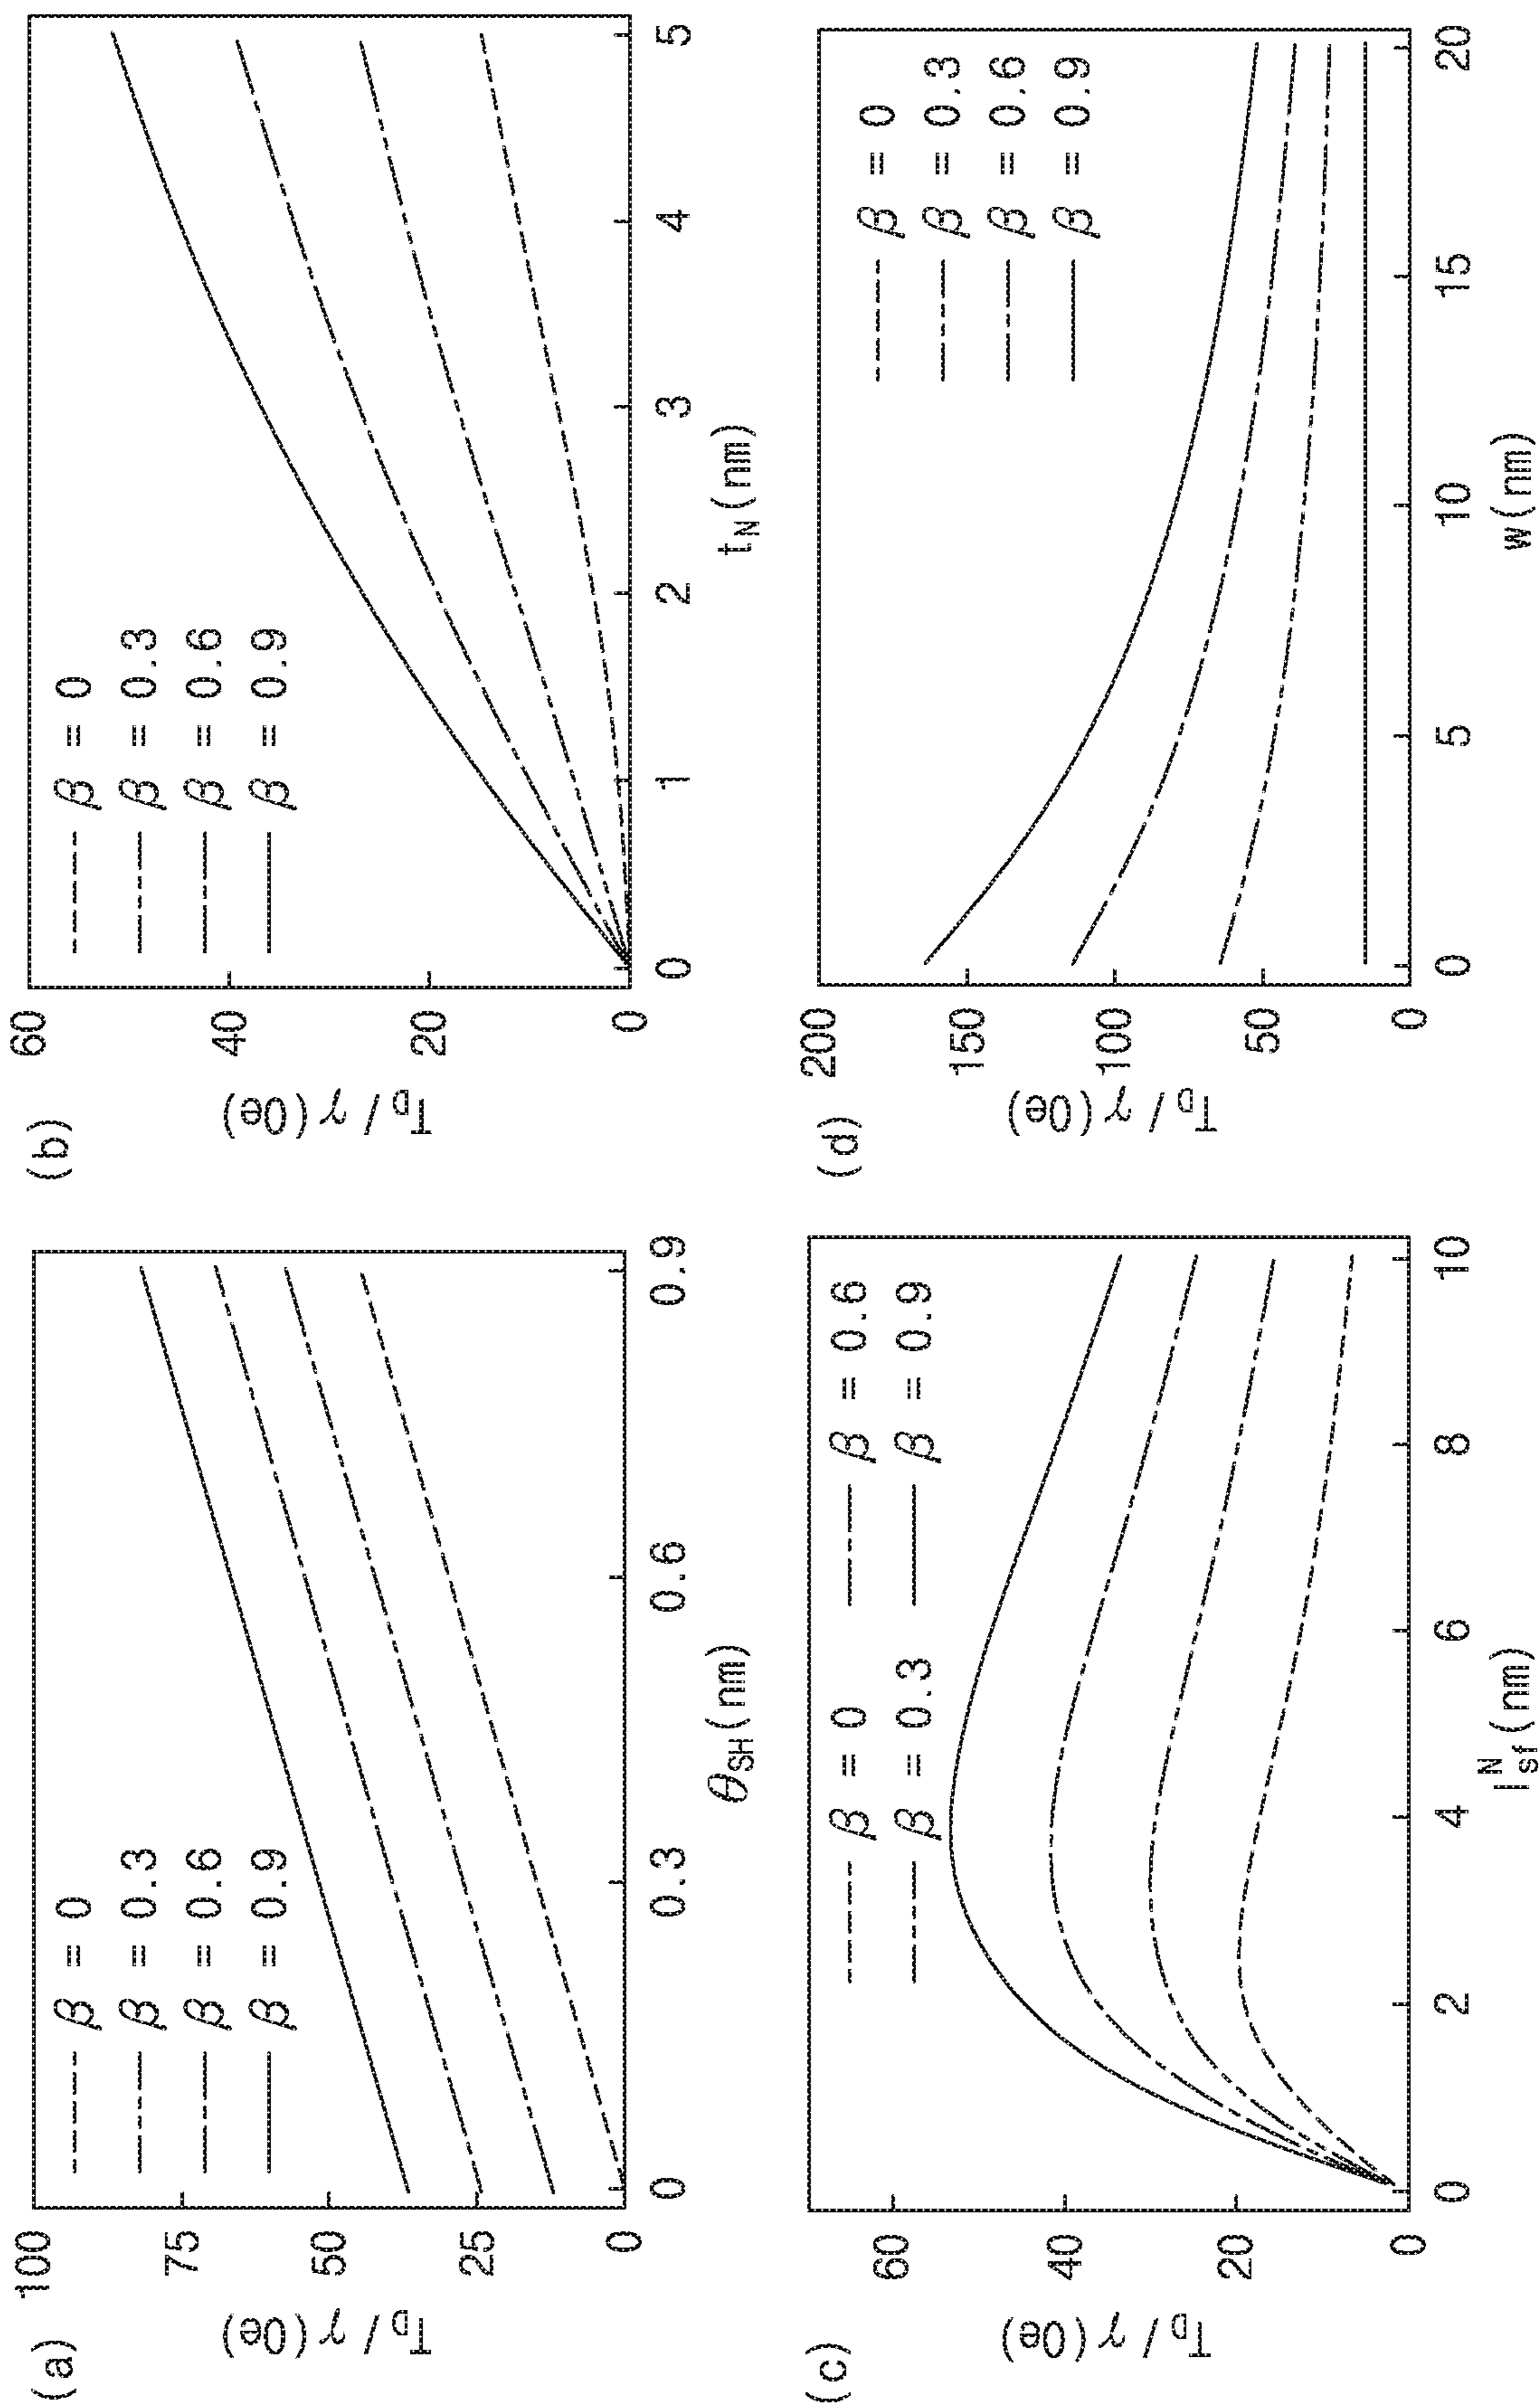 (a)
100
75
50
25
0
T_D/γ(Oe)
β = 0
β = 0.3
β = 0.6
β = 0.9
0
0.3
0.6
0.9
θ_SH(nm)
(b)
60
40
20
0
T_D/γ(Oe)
β = 0
β = 0.3
β = 0.6
β = 0.9
0
1
2
3
4
5
t_N(nm)
(c)
60
40
20
0
T_D/γ(Oe)
β = 0
β = 0.6
β = 0.3
β = 0.9
0
2
4
6
8
10
l_sf^N(nm)
(d)
200
150
100
50
0
T_D/γ(Oe)
β = 0
β = 0.3
β = 0.6
β = 0.9
0
5
10
15
20
w(nm)